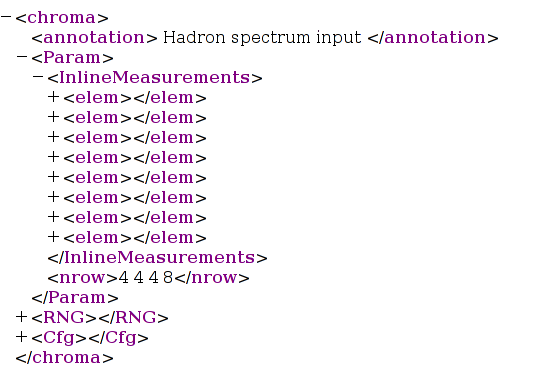 −<chroma>
<annotation> Hadron spectrum input </annotation>
−<Param>
−<InlineMeasurements>
+<elem></elem>
+<elem></elem>
+<elem></elem>
+<elem></elem>
+<elem></elem>
+<elem></elem>
+<elem></elem>
+<elem></elem>
</InlineMeasurements>
<nrow>4 4 4 8</nrow>
</Param>
+<RNG></RNG>
+<Cfg></Cfg>
</chroma>